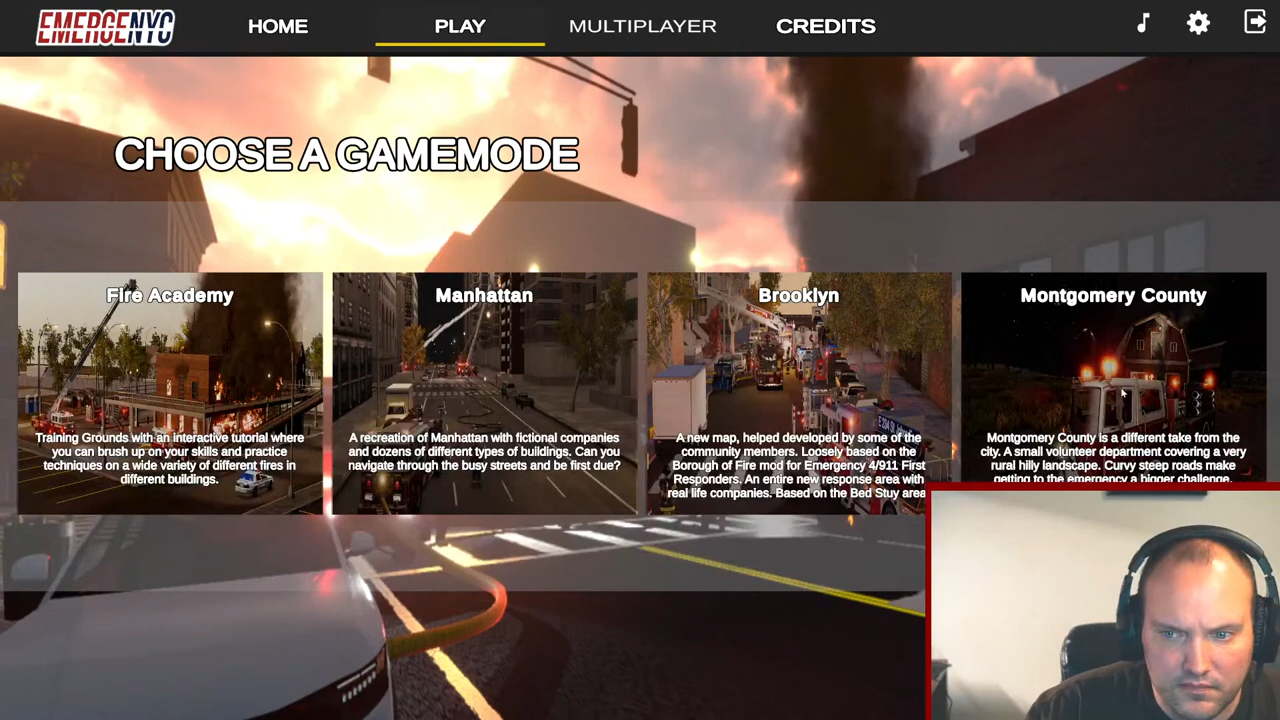 EMERGENYC
HOME
PLAY
MULTIPLAYER
CREDITS
CHOOSE A GAMEMODE
Fire Academy
Training Grounds with an interactive tutorial where
you can brush up on your skills and practice
techniques on a wide variety of different fires in
different buildings.
Manhattan
A recreation of Manhattan with fictional companies
and dozens of different types of buildings. Can you
navigate through the busy streets and be first due?
Brooklyn
A new map, helped developed by some of the
community members. Loosely based on the
Borough of Fire mod for Emergency 4/911 First
Responders. An entire new response area with
real life companies. Based on the Bed Stuy area
Montgomery County
Montgomery County is a different take from the
city. A small volunteer department covering a very
rural hilly landscape. Curvy steep roads make
getting to the emergency a bigger challenge.